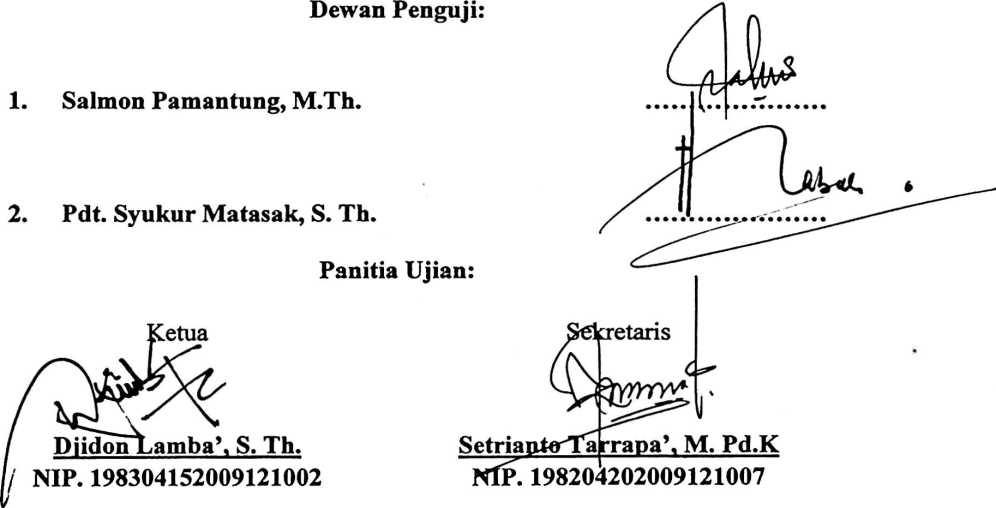 Dewan Penguji:
1. Salmon Pamantung, M.Th. ....................
2. Pdt. Syukur Matasak, S. Th. ....................
Panitia Ujian:
Ketua Sekretaris
Djidon Lamba', S. Th. Setrianto Tarrapa', M. Pd.K
NIP. 198304152009121002 NIP. 198204202009121007